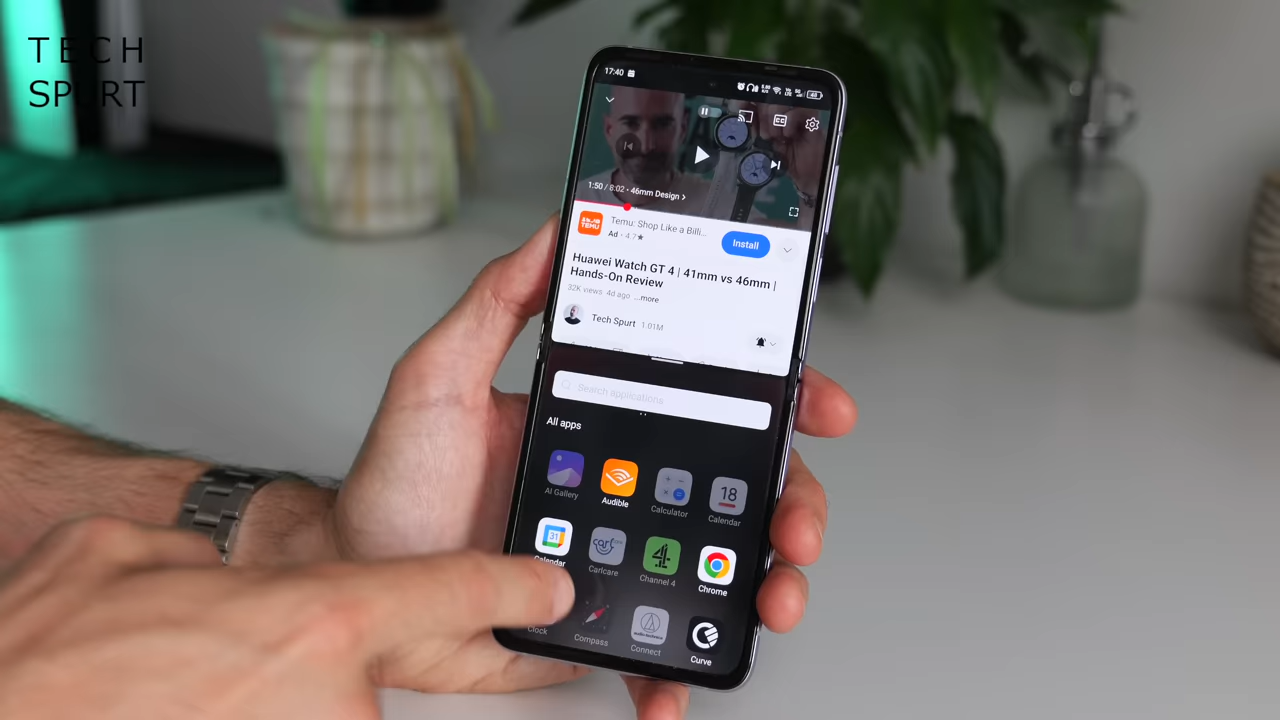 TECH
SPURT
17:40
1:50 / 8:02 • 46mm Design >
TEMU
Temu: Shop Like a Billi...
Ad • 4.7★
Install
Huawei Watch GT 4 | 41mm vs 46mm |
Hands-On Review
32K views 4d ago ...more
Tech Spurt 1.01M
Search applications
All apps
AI Gallery
Audible
Calculator
18
Calendar
31
Calendar
Carlcare
4
Channel 4
Chrome
Clock
Compass
audio-technica
Connect
Curve